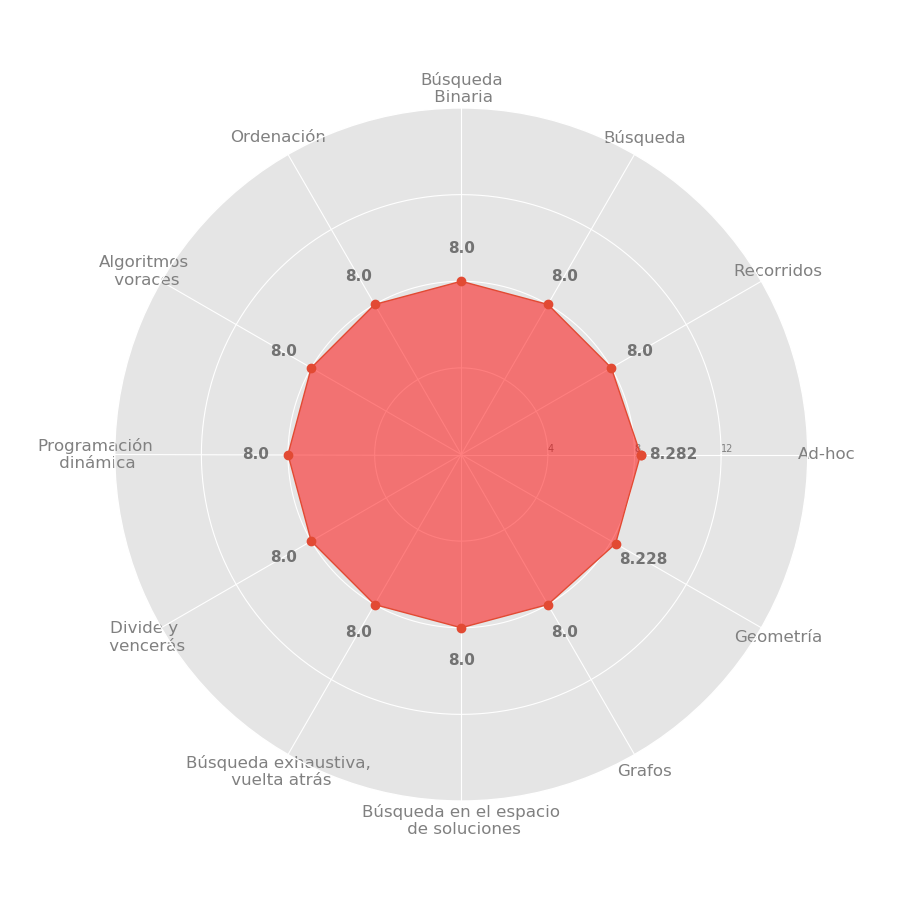 Búsqueda
Binaria
Ordenación
Búsqueda
Algoritmos
voraces
Recorridos
8.0
8.0
8.0
8.0
8.0
Programación
dinámica
8.0
4
8
12
8.282
Ad-hoc
8.0
8.228
Divide y
vencerás
Geometría
8.0
8.0
8.0
Búsqueda exhaustiva,
vuelta atrás
Grafos
Búsqueda en el espacio
de soluciones